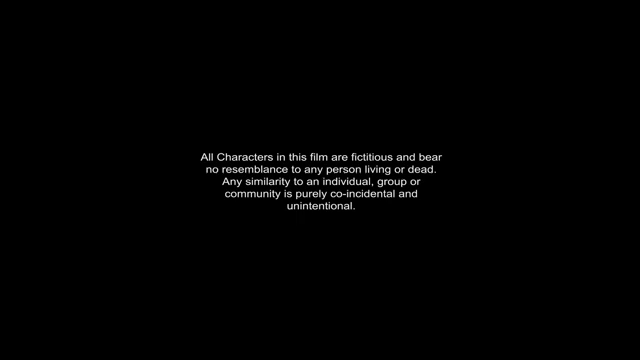 All Characters in this film are fictitious and bear
no resemblance to any person living or dead.
Any similarity to an individual, group or
community is purely co-incidental and
unintentional.